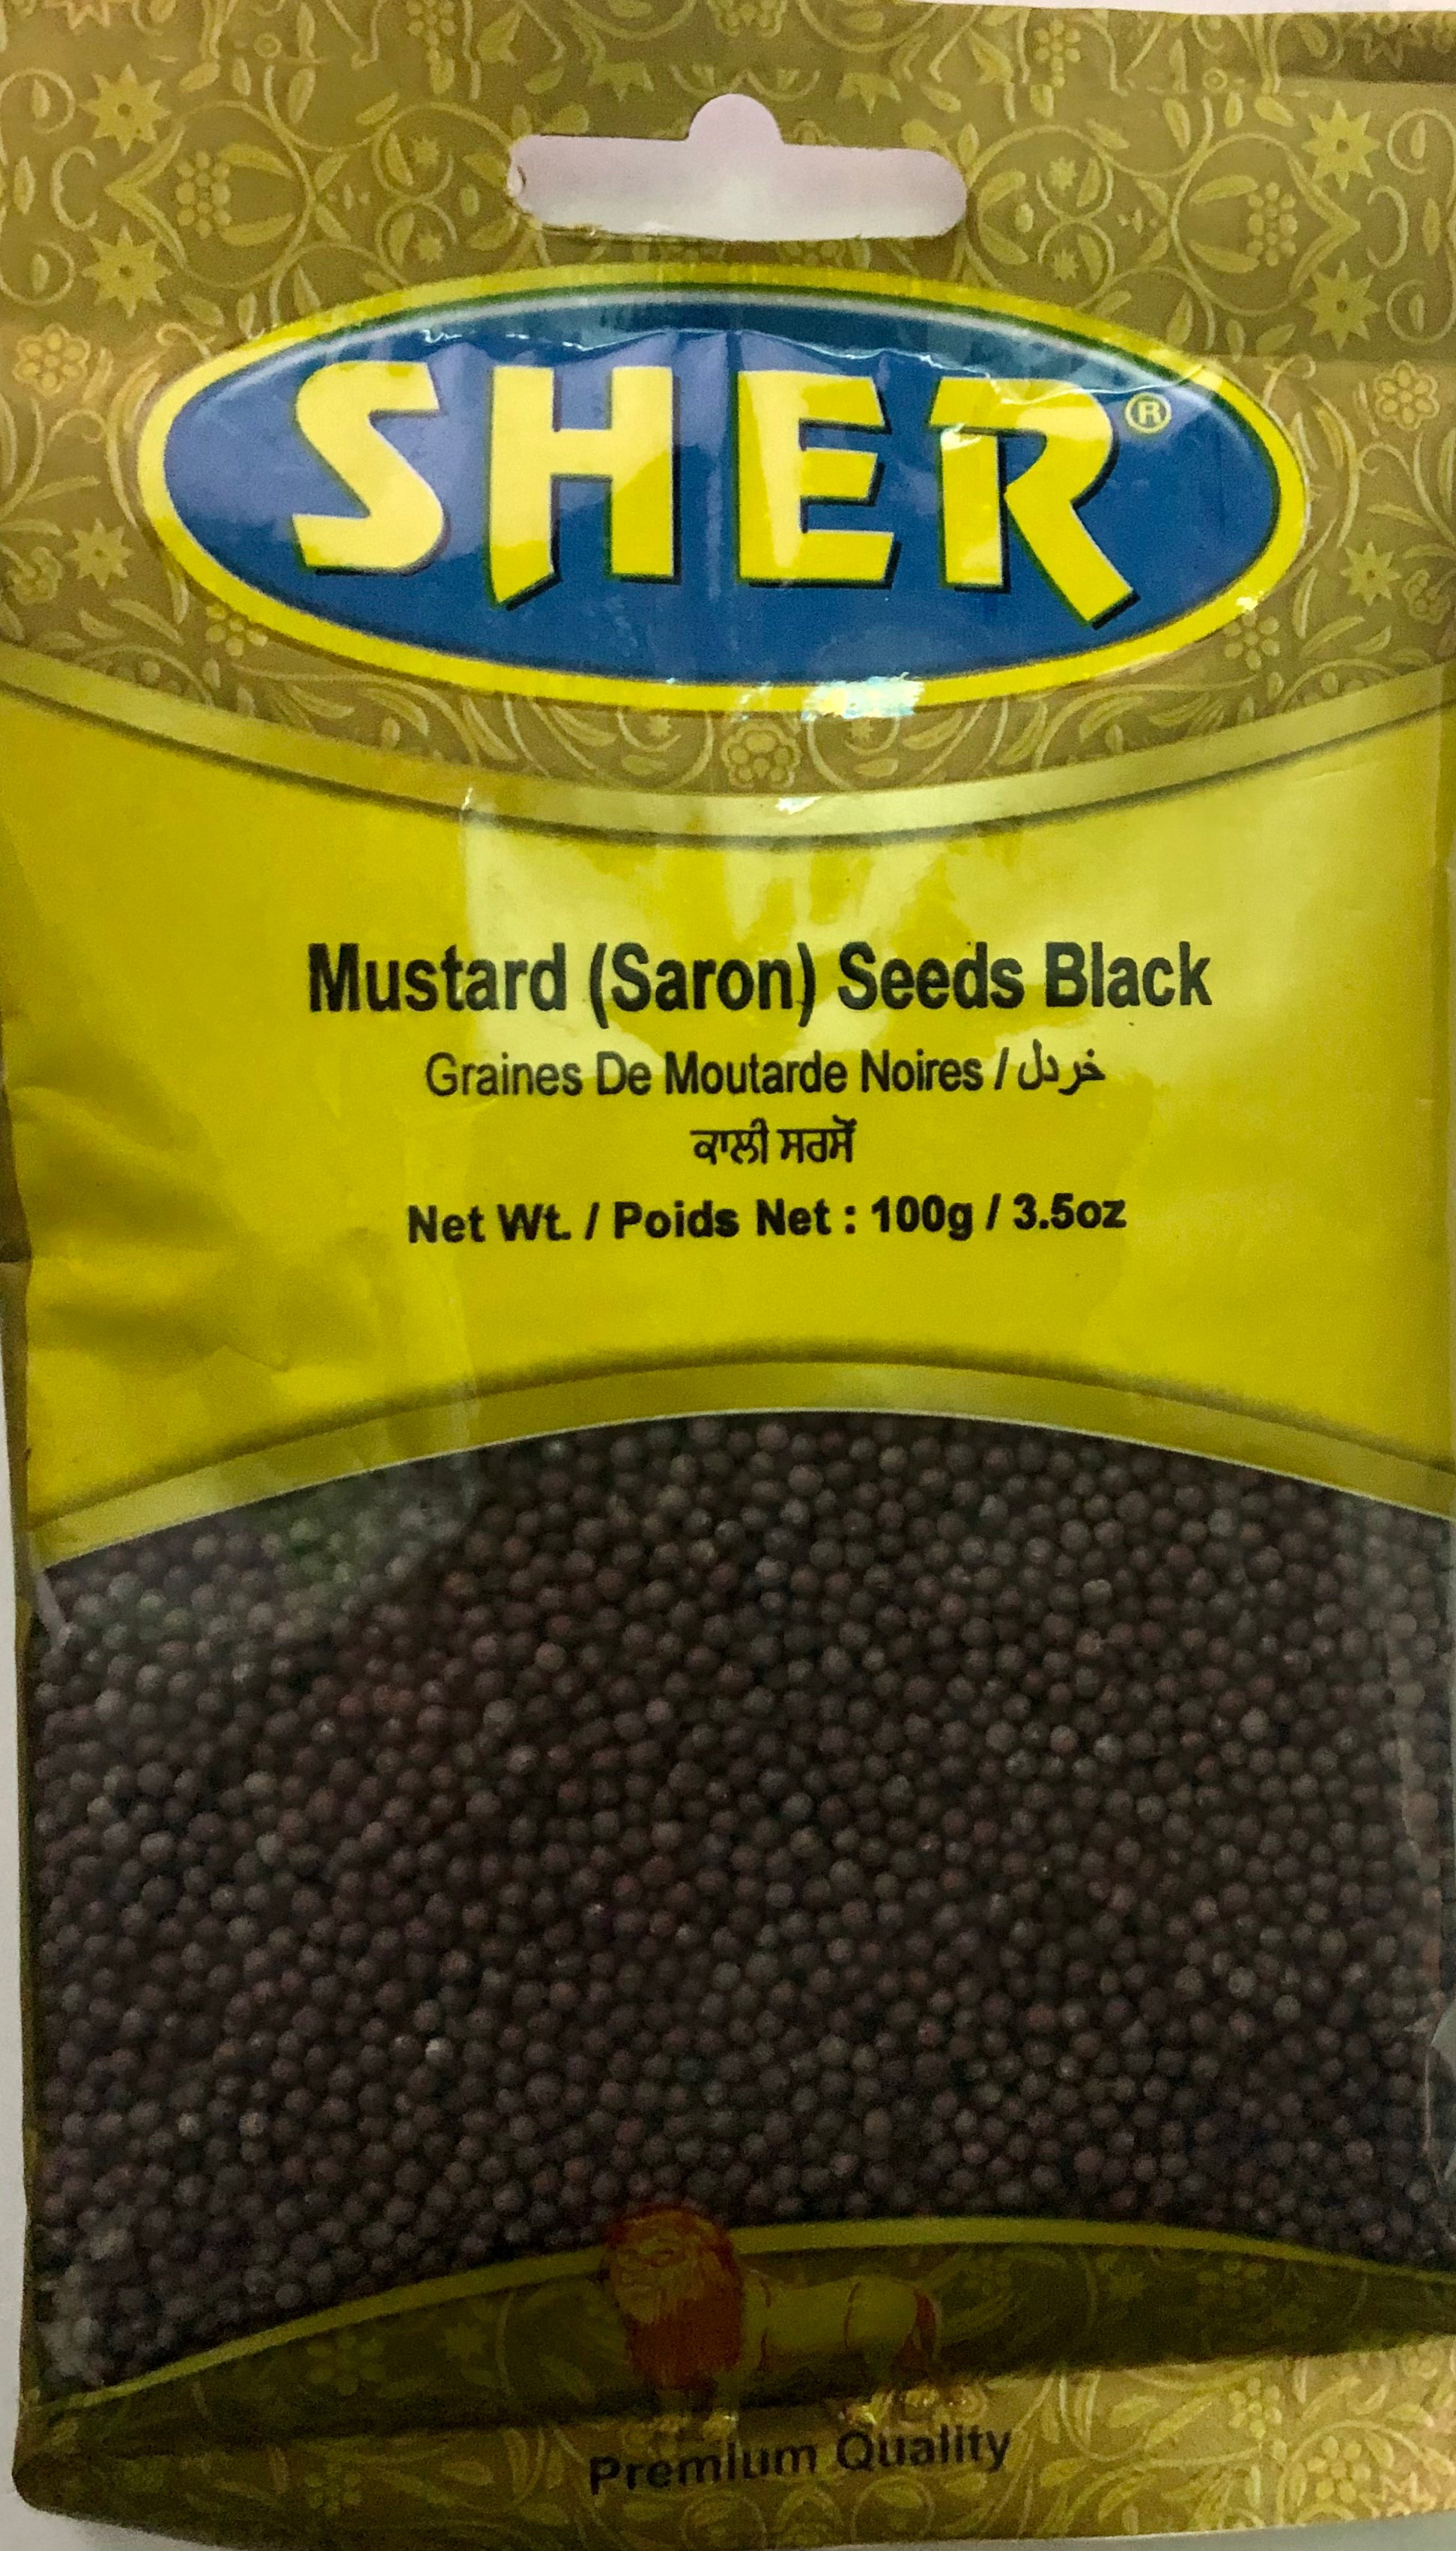 SHER®
Mustard (Saron) Seeds Black
Graines De Moutarde Noires / خردل
ਕਾਲੀ ਸਰਸੋਂ
Net Wt. / Poids Net : 100g / 3.5oz
Premium Quality